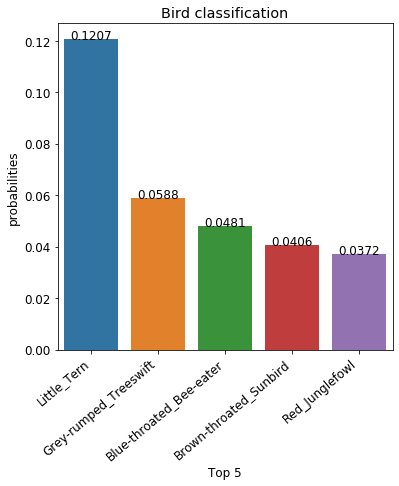 Bird classification
probabilities
0.12
0.10
0.08
0.06
0.04
0.02
0.00
0.1207
0.0588
0.0481
0.0406
0.0372
Little_Tern
Grey-rumped_Treeswift
Blue-throated_Bee-eater
Brown-throated_Sunbird
Red_Junglefowl
Top 5